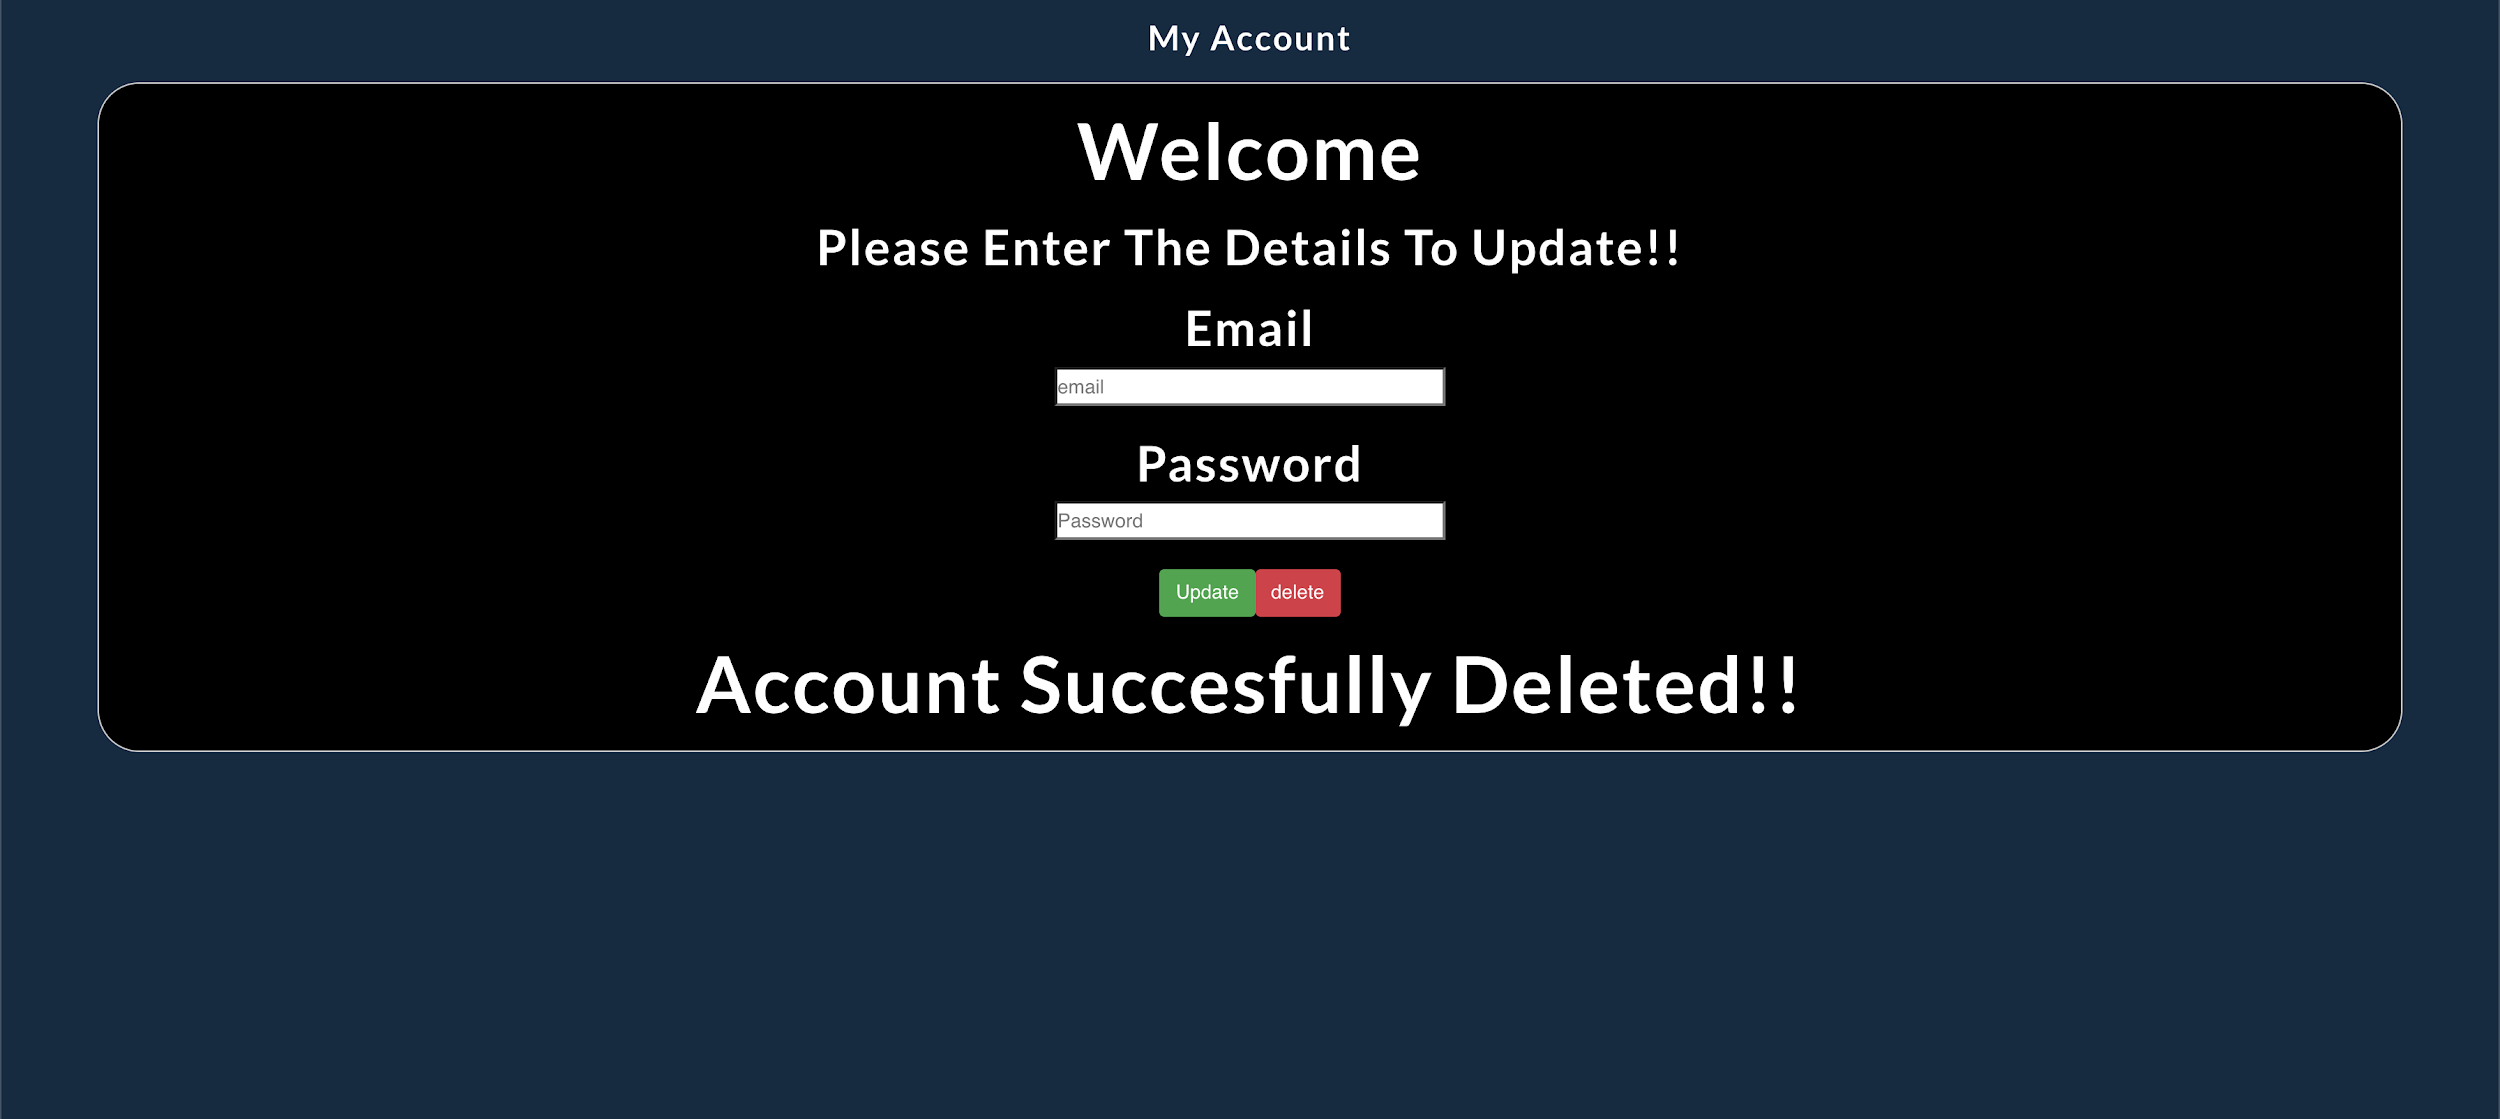 My Account
Welcome
Please Enter The Details To Update!!
Email
email
Password
Password
Update delete
Account Succesfully Deleted!!